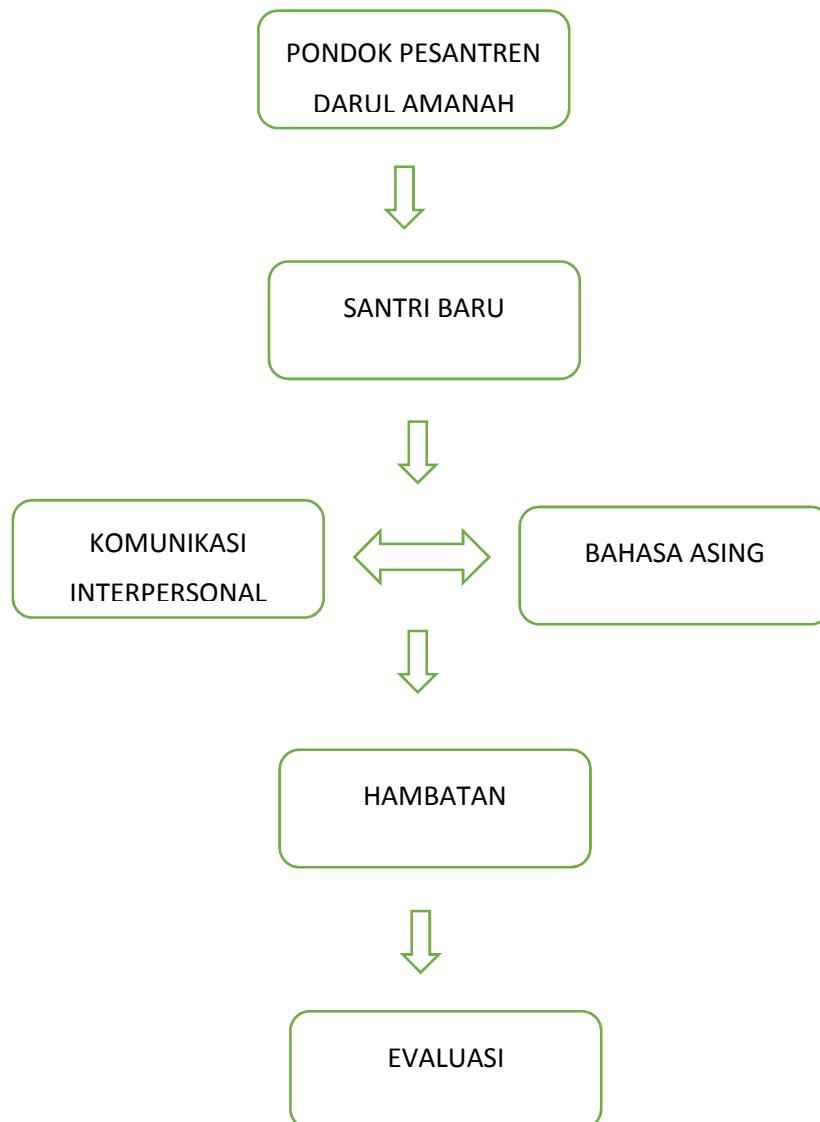 PONDOK PESANTREN
DARUL AMANAH
SANTRI BARU
KOMUNIKASI
INTERPERSONAL
BAHASA ASING
HAMBATAN
EVALUASI